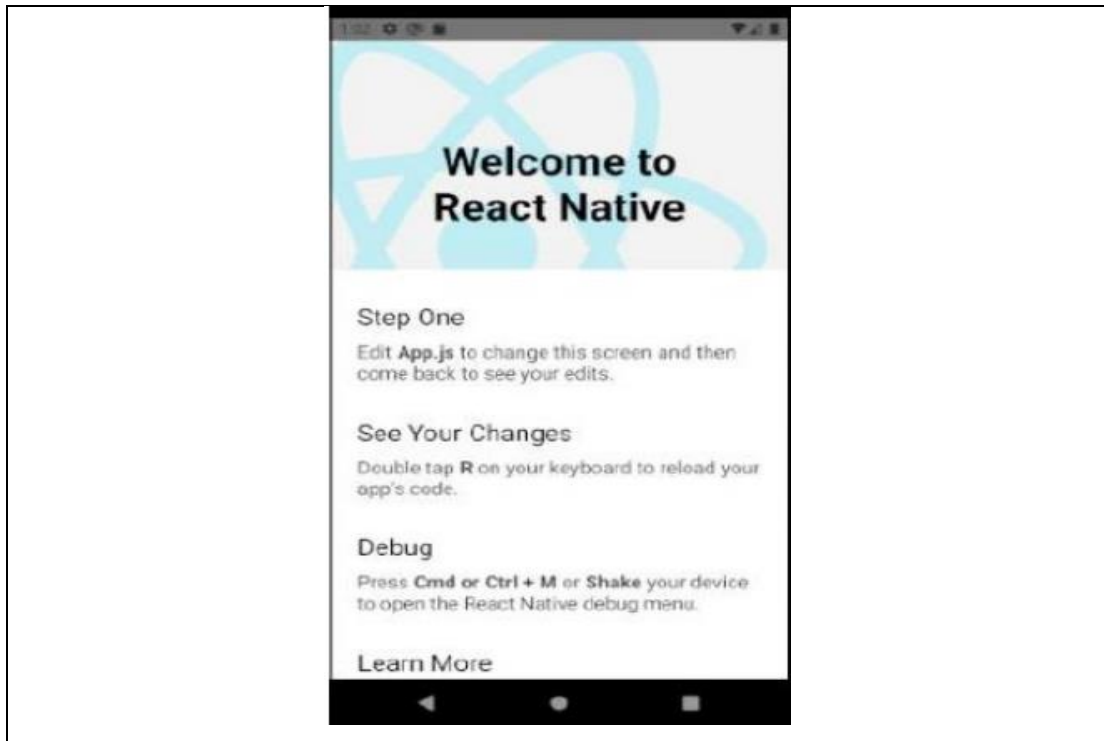 1:02
Welcome to
React Native
Step One
Edit App.js to change this screen and then
come back to see your edits.
See Your Changes
Double tap R on your keyboard to reload your
app's code.
Debug
Press Cmd or Ctrl + M or Shake your device
to open the React Native debug menu.
Learn More